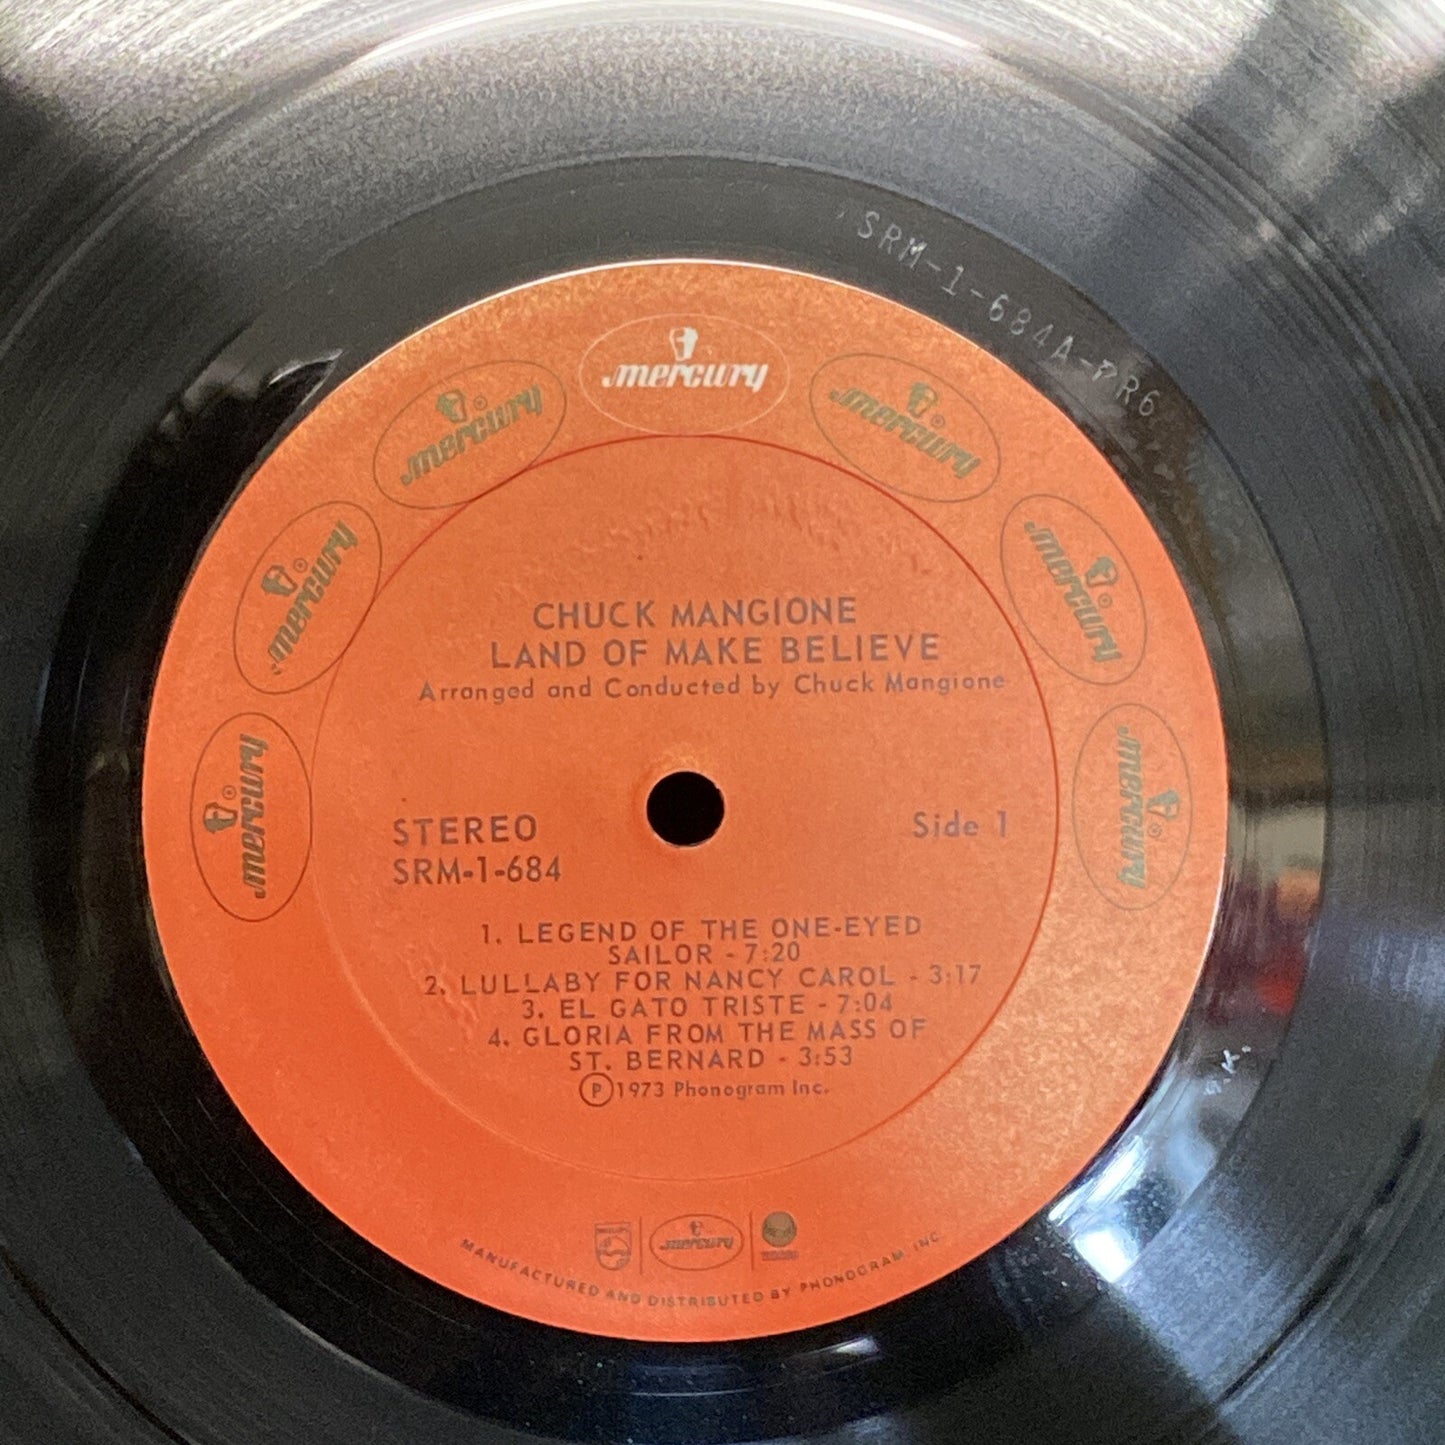 SRM-1-684A-PR6
mercury
mercury
mercury
mercury
mercury
mercury
mercury
CHUCK MANGIONE
LAND OF MAKE BELIEVE
Arranged and Conducted by Chuck Mangione
STEREO
Side 1
SRM-1-684
1. LEGEND OF THE ONE-EYED
SAILOR - 7:20
2. LULLABY FOR NANCY CAROL - 3:17
3. EL GATO TRISTE - 7:04
4. GLORIA FROM THE MASS OF
ST. BERNARD - 3:53
Ⓟ1973 Phonogram Inc.
mercury
MANUFACTURED AND DISTRIBUTED BY PHONOGRAM, INC.